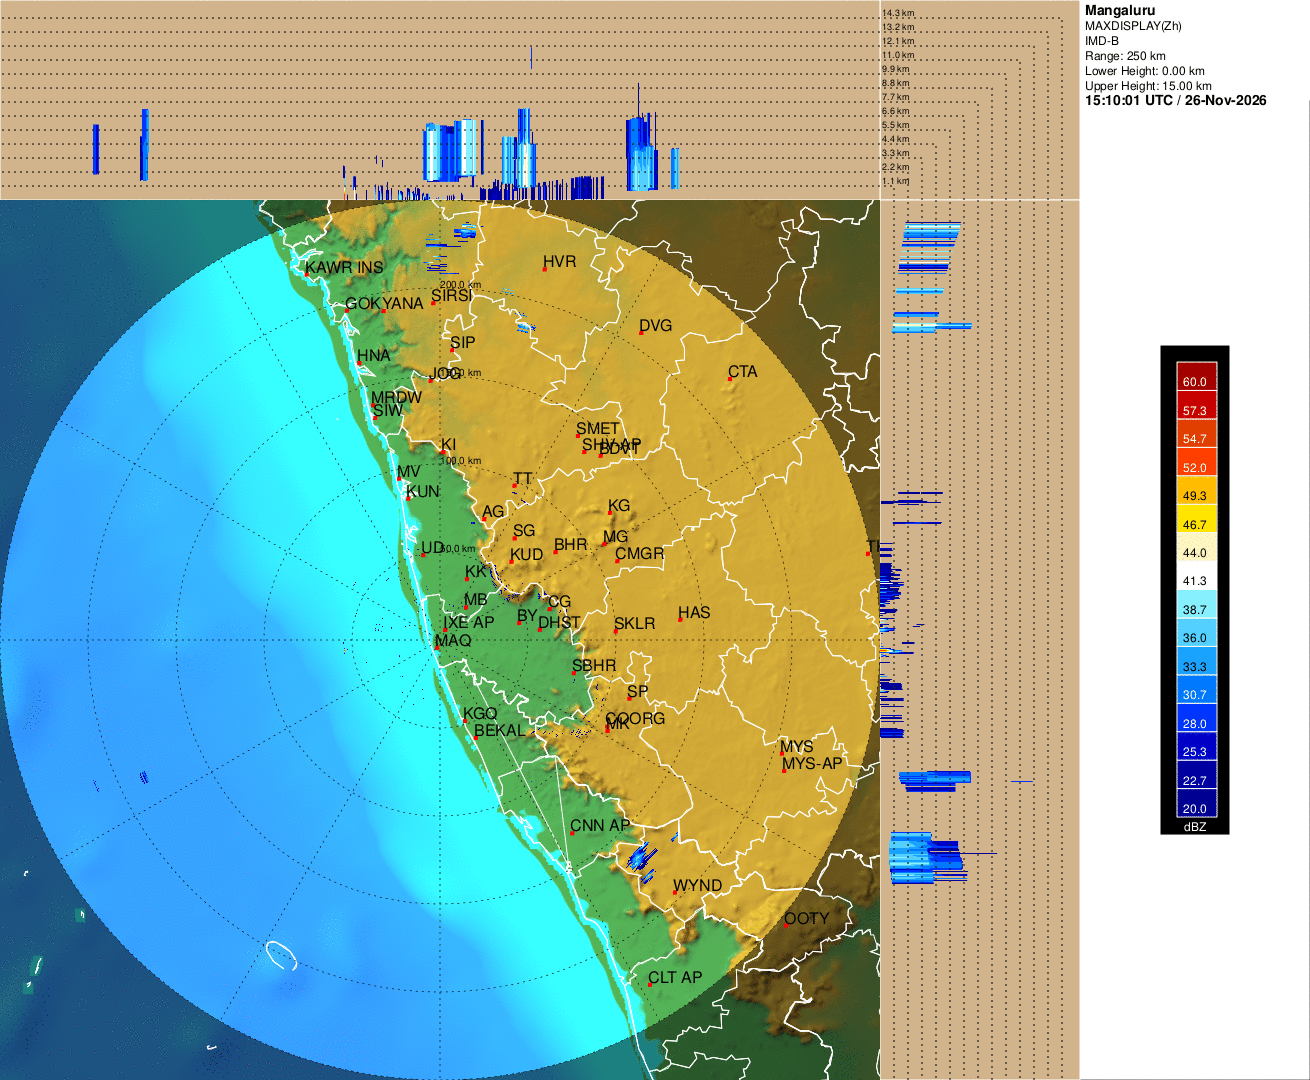 14.3 km
13.2 km
12.1 km
11.0 km
9.9 km
8.8 km
7.7 km
6.6 km
5.5 km
4.4 km
3.3 km
2.2 km
1.1 km
Mangaluru
MAXDISPLAY(Zh)
IMD-B
Range: 250 km
Lower Height: 0.00 km
Upper Height: 15.00 km
15:10:01 UTC / 26-Nov-2026
KAWR INS
HVR
200.0 km
SIRSI
GOKYANA
DVG
SIP
HNA
CTA
JOG
150.0 km
MRDW
SIW
SMET
SHV-AP
BDVT
KI
100.0 km
MV
TT
KUN
KG
AG
SG
MG
BHR
UD
50.0 km
KUD
CMGR
KK
MB
CG
HAS
IXE AP
BY
DHST
SKLR
MAQ
SBHR
SP
KGQ
COORG
MK
BEKAL
MYS
MYS-AP
CNN AP
WYND
OOTY
CLT AP
60.0
57.3
54.7
52.0
49.3
46.7
44.0
41.3
38.7
36.0
33.3
30.7
28.0
25.3
22.7
20.0
dBZ